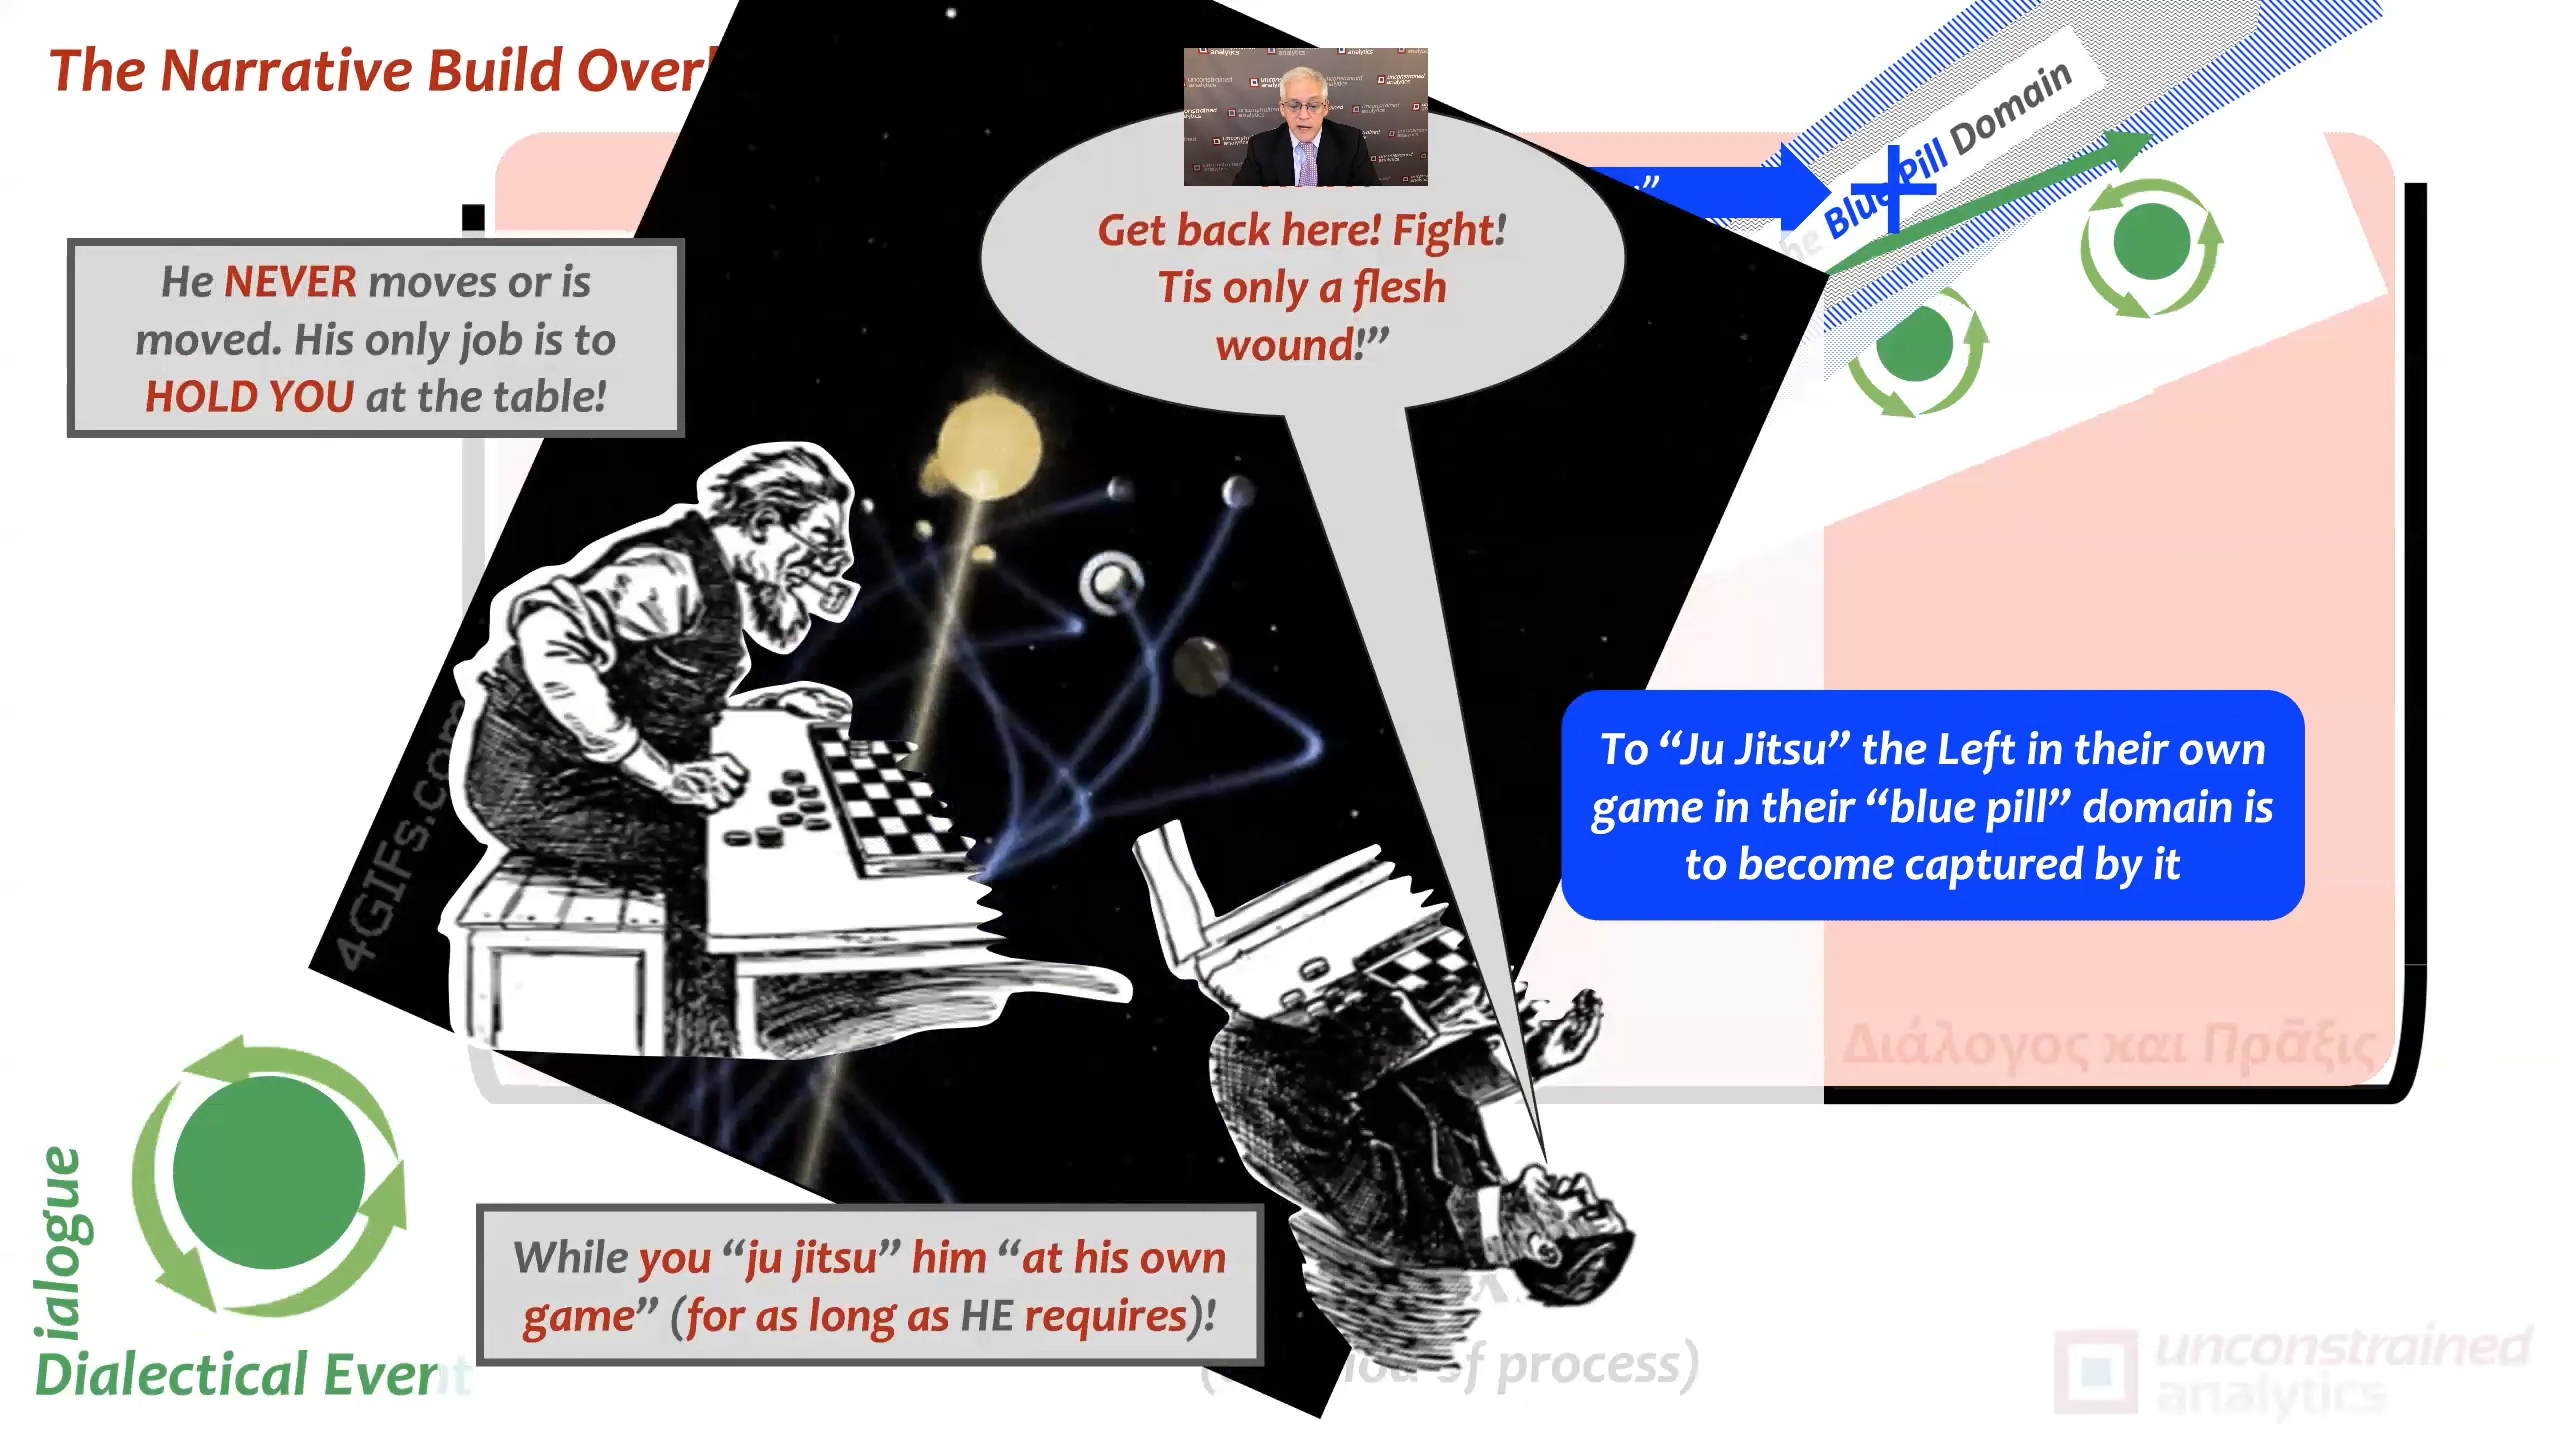 The Narrative Build Over
Blue Pill Domain
He NEVER moves or is
moved. His only job is to
HOLD YOU at the table!
Get back here! Fight!
Tis only a flesh
wound!”
To “Ju Jitsu” the Left in their own
game in their “blue pill” domain is
to become captured by it
4GIFs.com
Διάλογος και Πρᾶξις
ialogue
Dialectical Event
While you “ju jitsu” him “at his own
game” (for as long as HE requires)!
process)
unconstrained
analytics